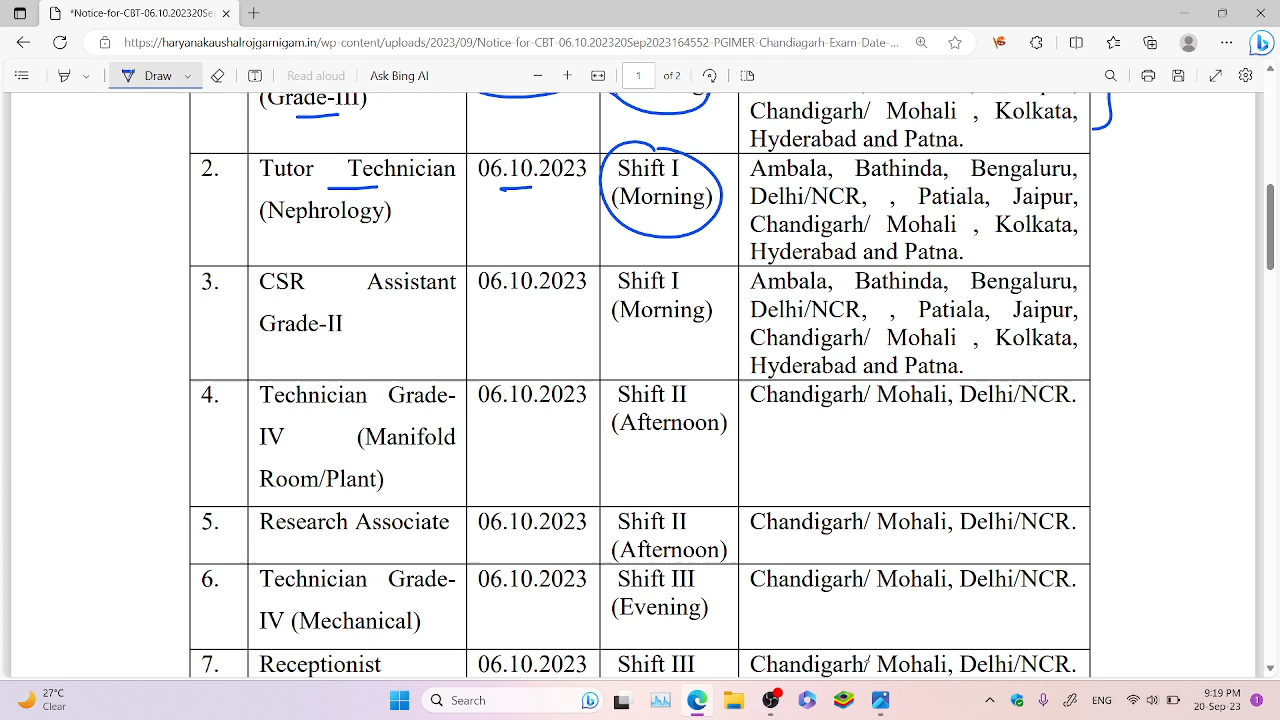 *Notice-for-CBT-06.10.202320Se
https://haryanakaushalrojgarnigam.in/wp-content/uploads/2023/09/Notice for-CBT-06.10.202320Sep2023164552-PGIMER-Chandiagarh-Exam-Date-...
Draw
Read aloud
Ask Bing AI
1 of 2
(Grade-III)
Chandigarh/ Mohali , Kolkata,
Hyderabad and Patna.
2. Tutor Technician 06.10.2023 Shift I Ambala, Bathinda, Bengaluru,
(Morning) Delhi/NCR, , Patiala, Jaipur,
(Nephrology) Chandigarh/ Mohali , Kolkata,
Hyderabad and Patna.
3. CSR Assistant 06.10.2023 Shift I Ambala, Bathinda, Bengaluru,
(Morning) Delhi/NCR, , Patiala, Jaipur,
Grade-II Chandigarh/ Mohali , Kolkata,
Hyderabad and Patna.
4. Technician Grade- 06.10.2023 Shift II Chandigarh/ Mohali, Delhi/NCR.
(Afternoon)
IV (Manifold
Room/Plant)
5. Research Associate 06.10.2023 Shift II Chandigarh/ Mohali, Delhi/NCR.
(Afternoon)
6. Technician Grade- 06.10.2023 Shift III Chandigarh/ Mohali, Delhi/NCR.
(Evening)
IV (Mechanical)
7. Receptionist 06.10.2023 Shift III Chandigarh/ Mohali, Delhi/NCR.
27°C
Clear
Search
ENG
9:19 PM
20-Sep-23
1